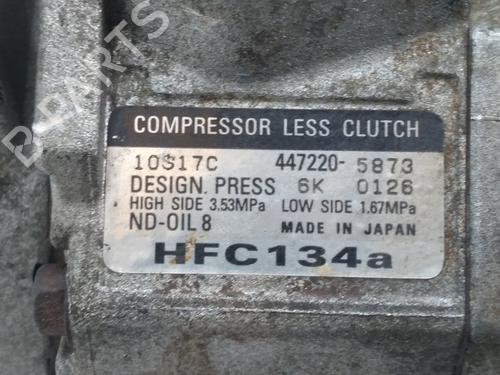 B-PARTS
COMPRESSOR LESS CLUTCH
10S17C 447220- 5873
DESIGN. PRESS 6K 0126
HIGH SIDE 3.53MPa LOW SIDE 1.67MPa
ND-OIL 8 MADE IN JAPAN
HFC134a